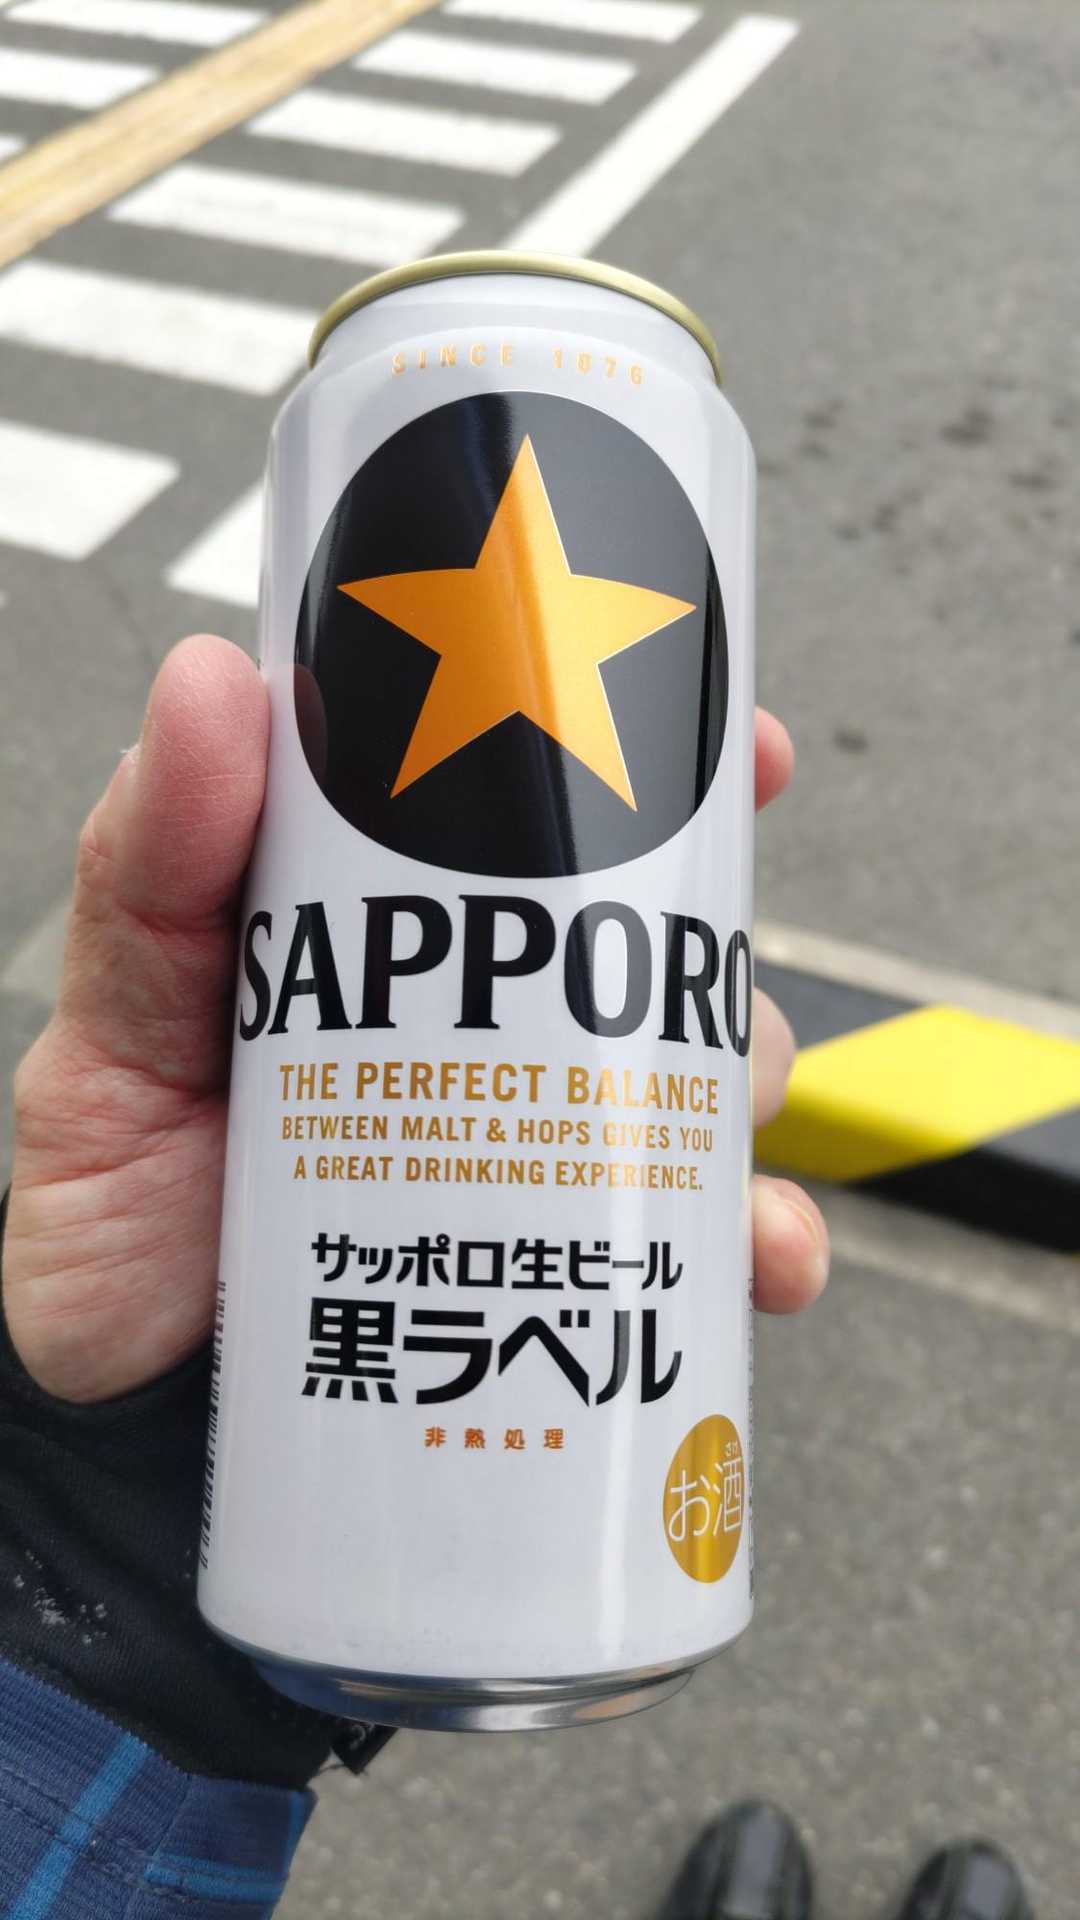 SINCE 1876
SAPPORO
THE PERFECT BALANCE
BETWEEN MALT & HOPS GIVES YOU
A GREAT DRINKING EXPERIENCE.
サッポロ生ビール
黒ラベル
非熱処理
お酒